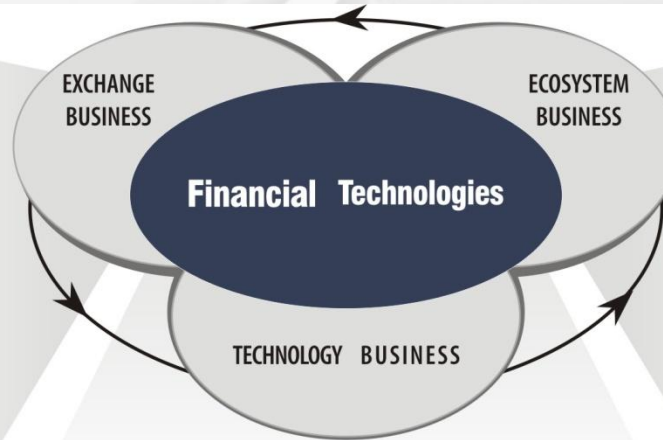 EXCHANGE
BUSINESS
ECOSYSTEM
BUSINESS
Financial Technologies
TECHNOLOGY BUSINESS